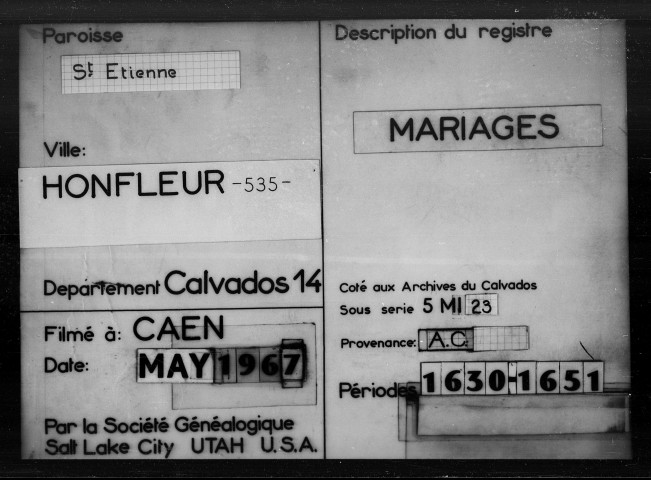 Paroisse
St Etienne
Ville:
HONFLEUR -535-
Departement Calvados 14
Filmé à: CAEN
Date: MAY 1967
Par la Société Généalogique
Salt Lake City UTAH U.S.A.
Description du registre
MARIAGES
Coté aux Archives du Calvados
Sous serie 5 MI 23
Provenance: A.C.
Périodes 1630-1651